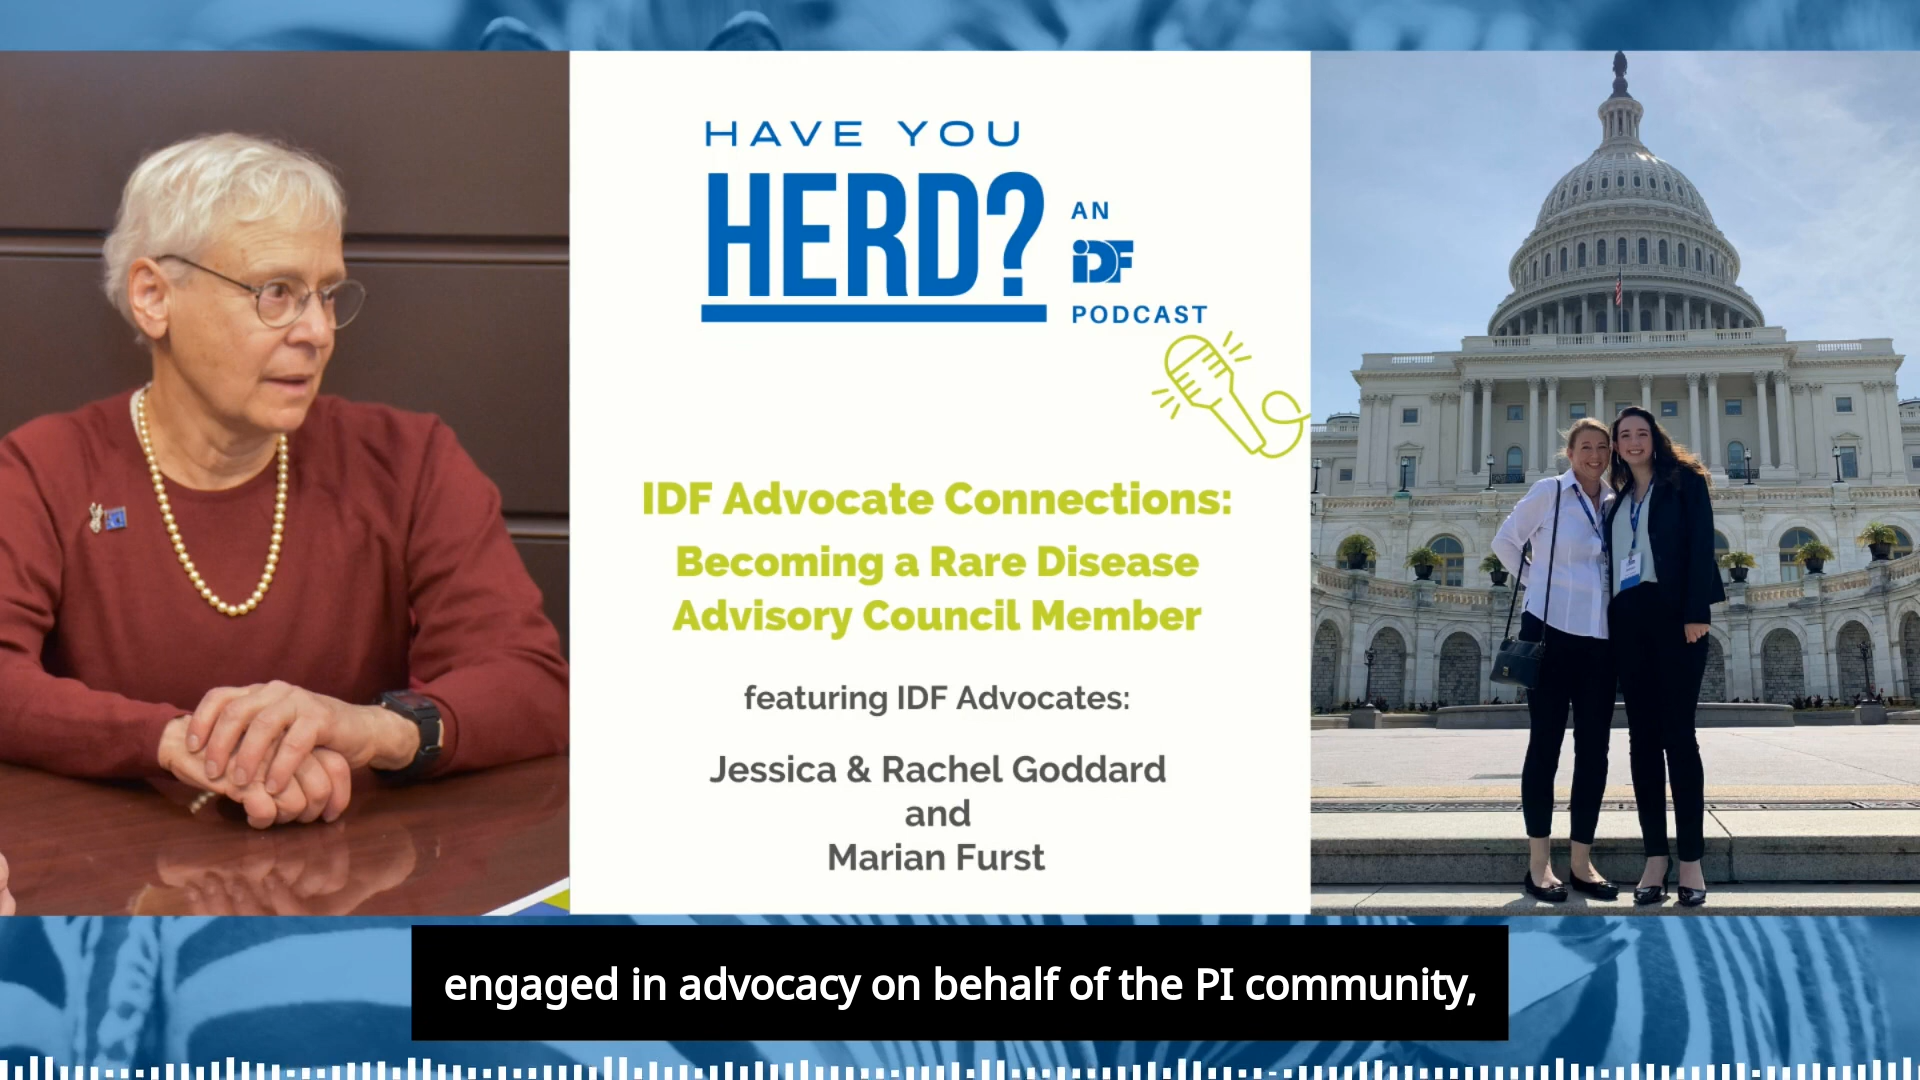 HAVE YOU
HERD?
AN
IDF
PODCAST
IDF Advocate Connections:
Becoming a Rare Disease
Advisory Council Member
featuring IDF Advocates:
Jessica & Rachel Goddard
and
Marian Furst
engaged in advocacy on behalf of the PI community,